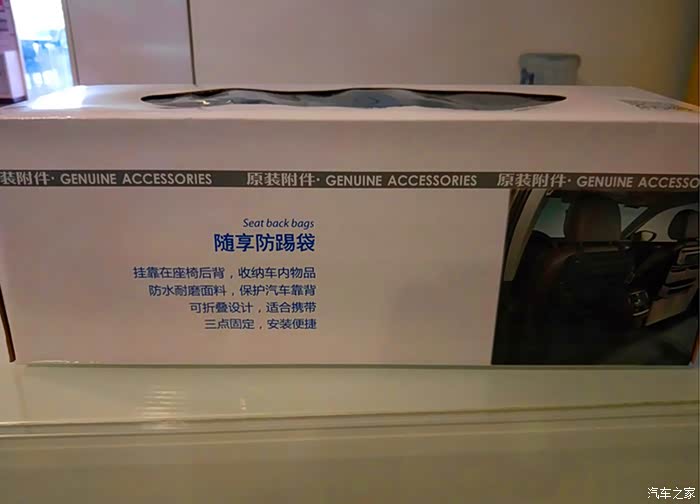 装附件· GENUINE ACCESSORIES 原装附件· GENUINE ACCESSORIES 原装附件· GENUINE ACCESSO
Seat back bags
随享防踢袋
挂靠在座椅后背，收纳车内物品
防水耐磨面料，保护汽车靠背
可折叠设计，适合携带
三点固定，安装便捷
汽车之家